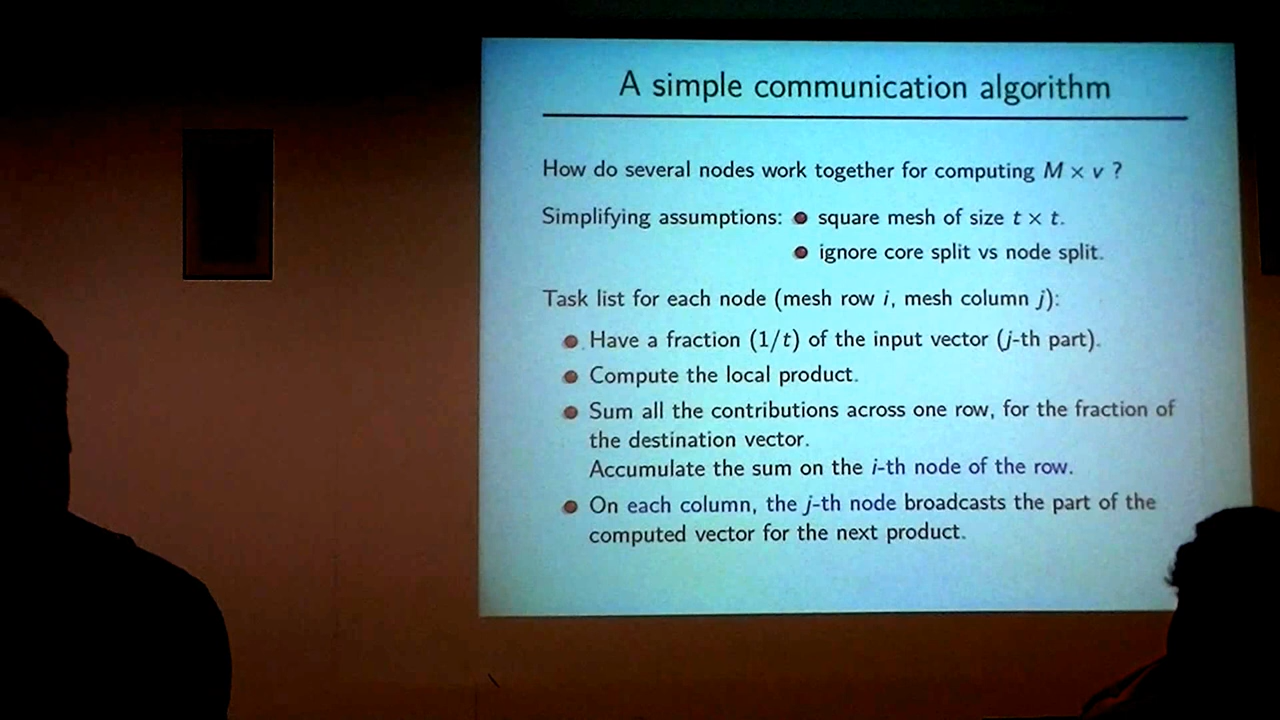 A simple communication algorithm
How do several nodes work together for computing M × v ?
Simplifying assumptions: ● square mesh of size t × t.
● ignore core split vs node split.
Task list for each node (mesh row i, mesh column j):
● Have a fraction (1/t) of the input vector (j-th part).
● Compute the local product.
● Sum all the contributions across one row, for the fraction of
the destination vector.
Accumulate the sum on the i-th node of the row.
● On each column, the j-th node broadcasts the part of the
computed vector for the next product.